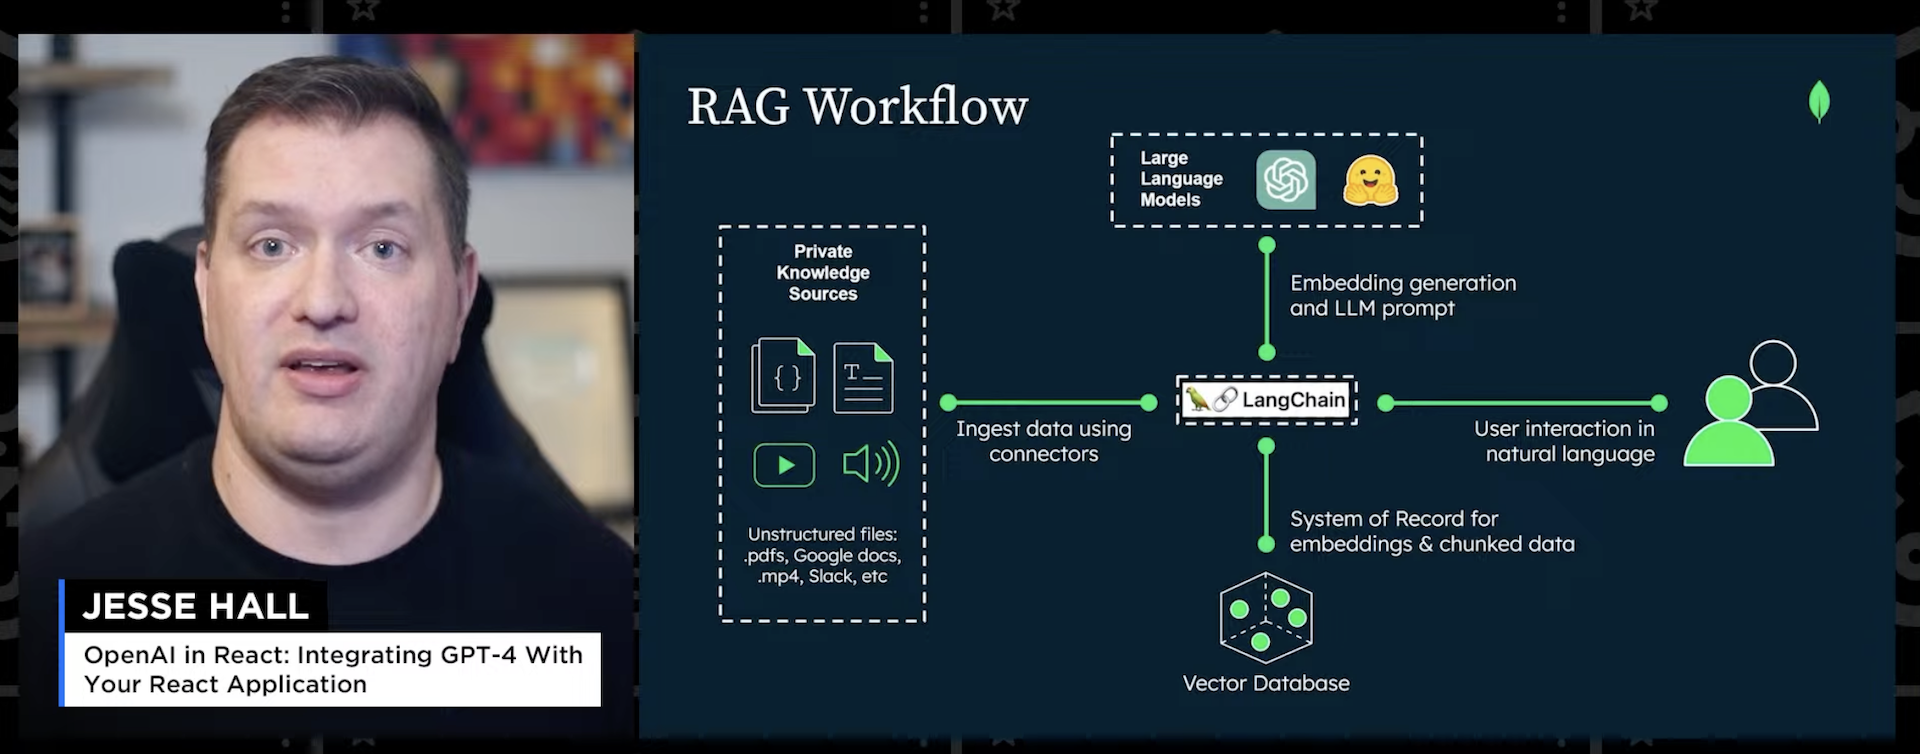 RAG Workflow
Large
Language
Models
Private
Knowledge
Sources
{ }
T
Unstructured files:
.pdfs, Google docs,
.mp4, Slack, etc
Ingest data using
connectors
Embedding generation
and LLM prompt
LangChain
User interaction in
natural language
System of Record for
embeddings & chunked data
Vector Database
JESSE HALL
OpenAI in React: Integrating GPT-4 With
Your React Application